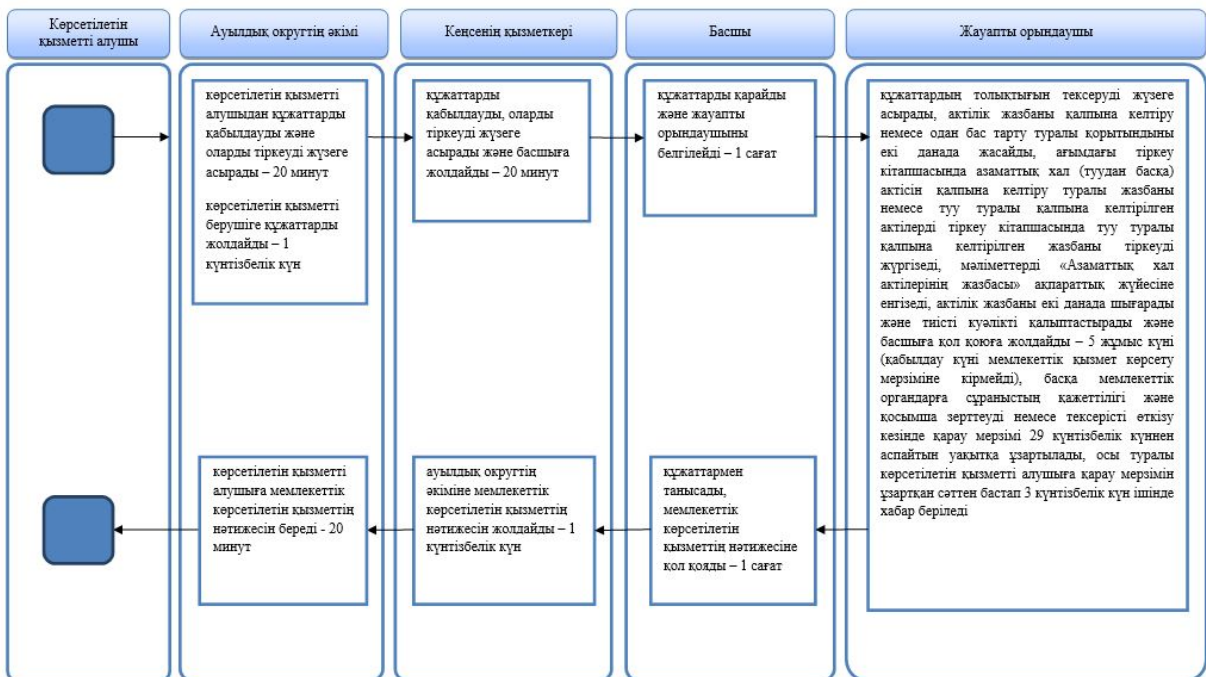 Көрсетілетін
қызметті алушы
Ауылдық округтің әкімі
Кеңсенің қызметкері
Басшы
Жауапты орындаушы
көрсетілетін қызметті
алушыдан құжаттарды
қабылдауды және
оларды тіркеуді жүзеге
асырады – 20 минут
көрсетілетін қызметті
берушіге құжаттарды
жолдайды – 1
күнтізбелік күн
құжаттарды
қабылдауды, оларды
тіркеуді жүзеге
асырады және басшыға
жолдайды – 20 минут
құжаттарды қарайды
және жауапты
орындаушыны
белгілейді – 1 сағат
құжаттардың толықтығын тексеруді жүзеге
асырады, актілік жазбаны қалпына келтіру
немесе одан бас тарту туралы қорытындыны
екі данада жасайды, ағымдағы тіркеу
кітапшасында азаматтық хал (туудан басқа)
актісін қалпына келтіру туралы жазбаны
немесе туу туралы қалпына келтірілген
актілерді тіркеу кітапшасында туу туралы
қалпына келтірілген жазбаны тіркеуді
жүргізеді, мәліметтерді «Азаматтық хал
актілерінің жазбасы» ақпараттық жүйесіне
енгізеді, актілік жазбаны екі данада шығарады
және тиісті куәлікті қалыптастырады және
басшыға қол қоюға жолдайды – 5 жұмыс күні
(қабылдау күні мемлекеттік қызмет көрсету
мерзіміне кірмейді), басқа мемлекеттік
органдарға сұраныстың қажеттілігі және
қосымша зерттеуді немесе тексерісті өткізу
кезінде қарау мерзімі 29 күнтізбелік күннен
аспайтын уақытқа ұзартылады, осы туралы
көрсетілетін қызметті алушыға қарау мерзімін
ұзартқан сәттен бастап 3 күнтізбелік күн ішінде
хабар беріледі
көрсетілетін қызметті
алушыға мемлекеттік
көрсетілетін қызметтің
нәтижесін береді - 20
минут
ауылдық округтің
әкіміне мемлекеттік
көрсетілетін қызметтің
нәтижесін жолдайды – 1
күнтізбелік күн
құжаттармен
танысады,
мемлекеттік
көрсетілетін
қызметтің нәтижесіне
қол қояды – 1 сағат